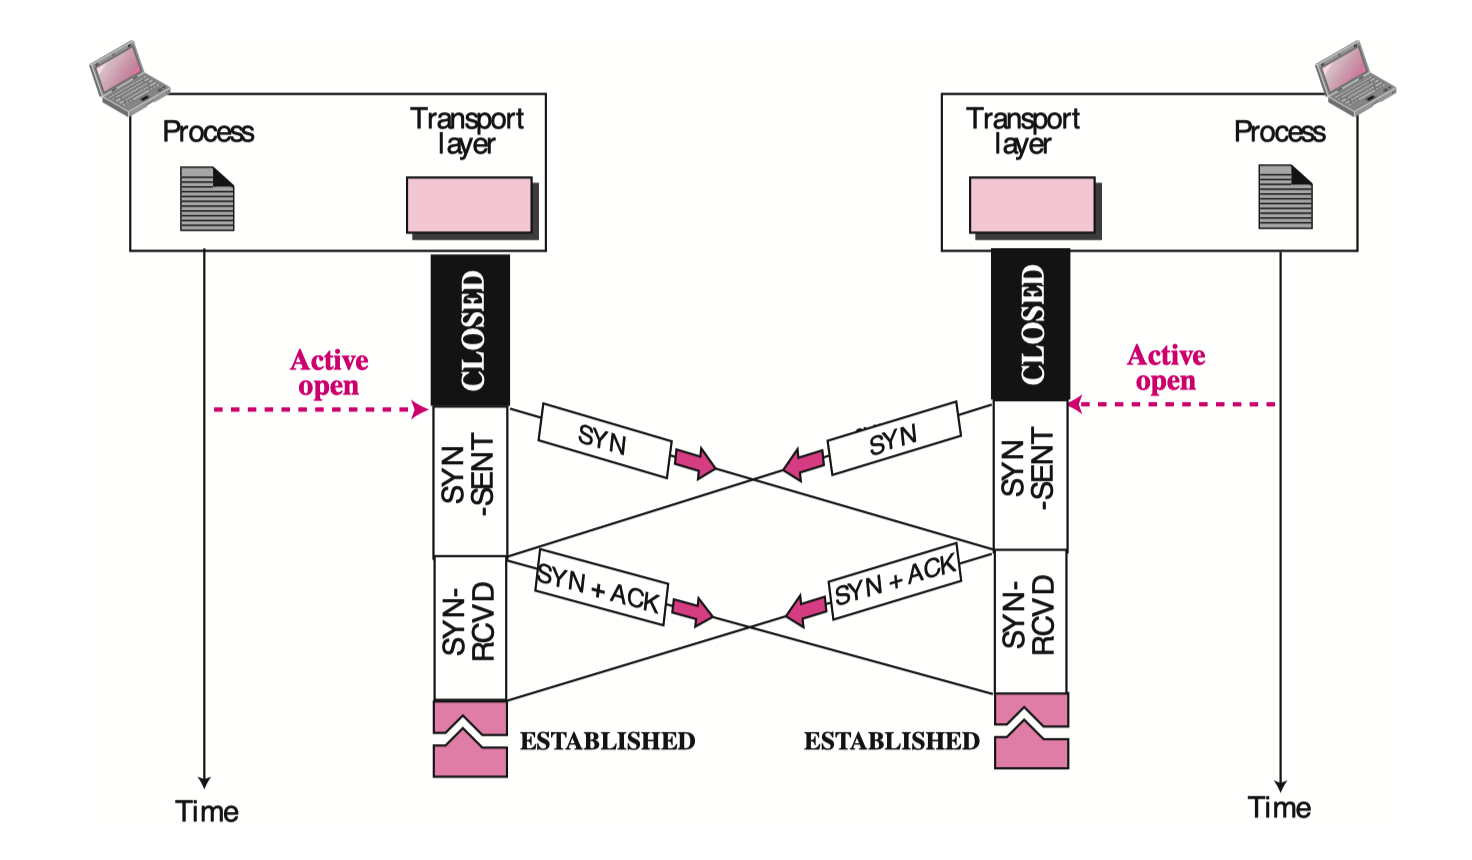 Process
Transport
layer
Transport
layer
Process
CLOSED
CLOSED
Active
open
Active
open
SYN
SYN
SYN
-SENT
SYN
-SENT
SYN + ACK
SYN + ACK
SYN-
RCVD
SYN-
RCVD
ESTABLISHED
ESTABLISHED
Time
Time